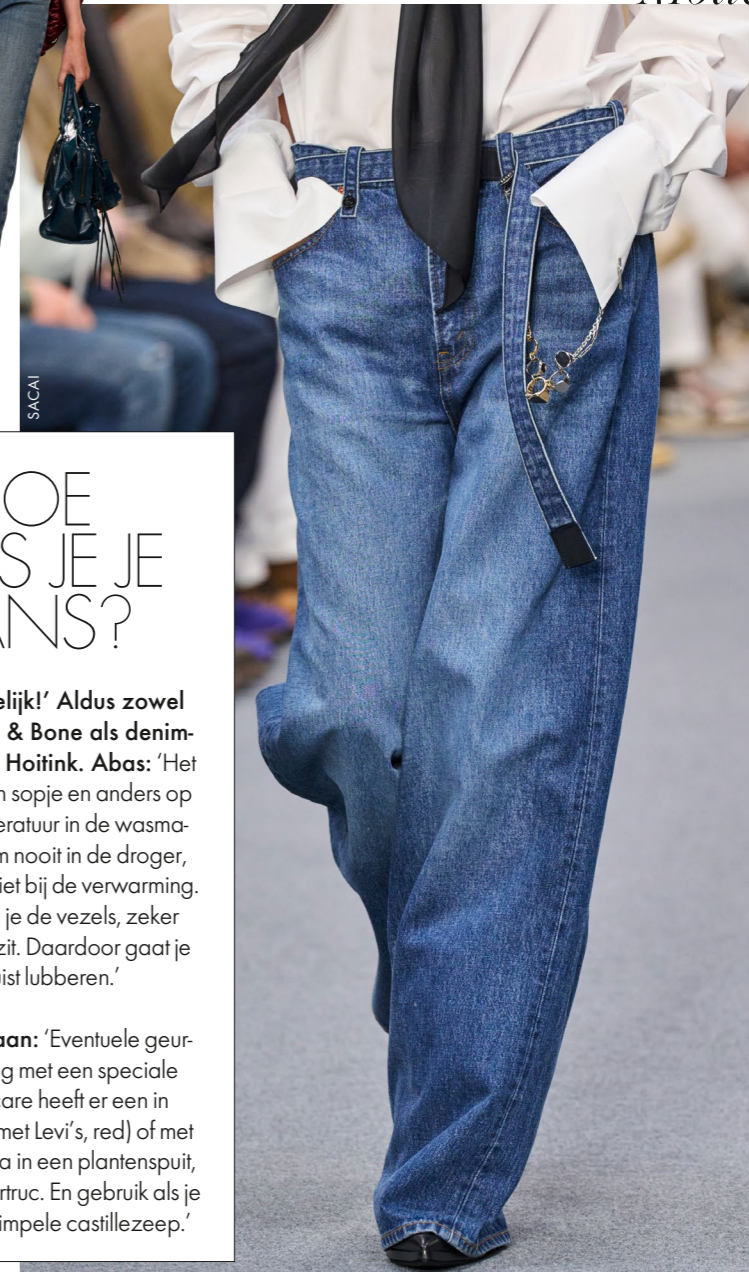 SACAI
OE
S JE JE
ANS?
elijk!’ Aldus zowel
& Bone als denim-
Hoitink. Abas: ‘Het
n sopje en anders op
eratuur in de wasma-
m nooit in de droger,
iet bij de verwarming.
je de vezels, zeker
zit. Daardoor gaat je
uist lubberen.’
aan: ‘Eventuele geur-
g met een speciale
care heeft er een in
met Levi’s, red) of met
a in een plantenspuit,
rtruc. En gebruik als je
impele castillezeep.’